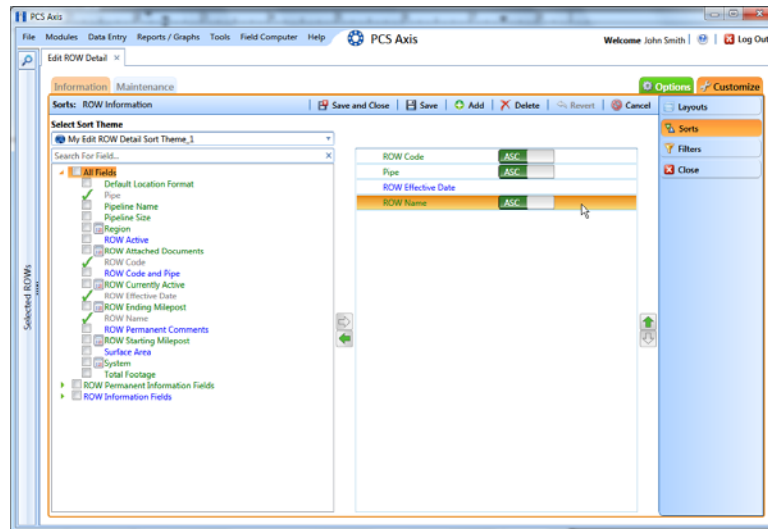 PCS Axis
File Modules Data Entry Reports / Graphs Tools Field Computer Help PCS Axis Welcome John Smith | | Log Out
Edit ROW Detail ×
Information Maintenance Options Customize
Sorts: ROW Information | Save and Close | Save | Add | Delete | Revert | Cancel
Layouts
Sorts
Filters
Close
Select Sort Theme
My Edit ROW Detail Sort Theme_1
Search For Field... X
All Fields
Default Location Format
Pipe
Pipeline Name
Pipeline Size
Region
ROW Active
ROW Attached Documents
ROW Code
ROW Code and Pipe
ROW Currently Active
ROW Effective Date
ROW Ending Milepost
ROW Name
ROW Permanent Comments
ROW Starting Milepost
Surface Area
System
Total Footage
ROW Permanent Information Fields
ROW Information Fields
ROW Code ASC
Pipe ASC
ROW Effective Date
ROW Name ASC
Selected ROWs